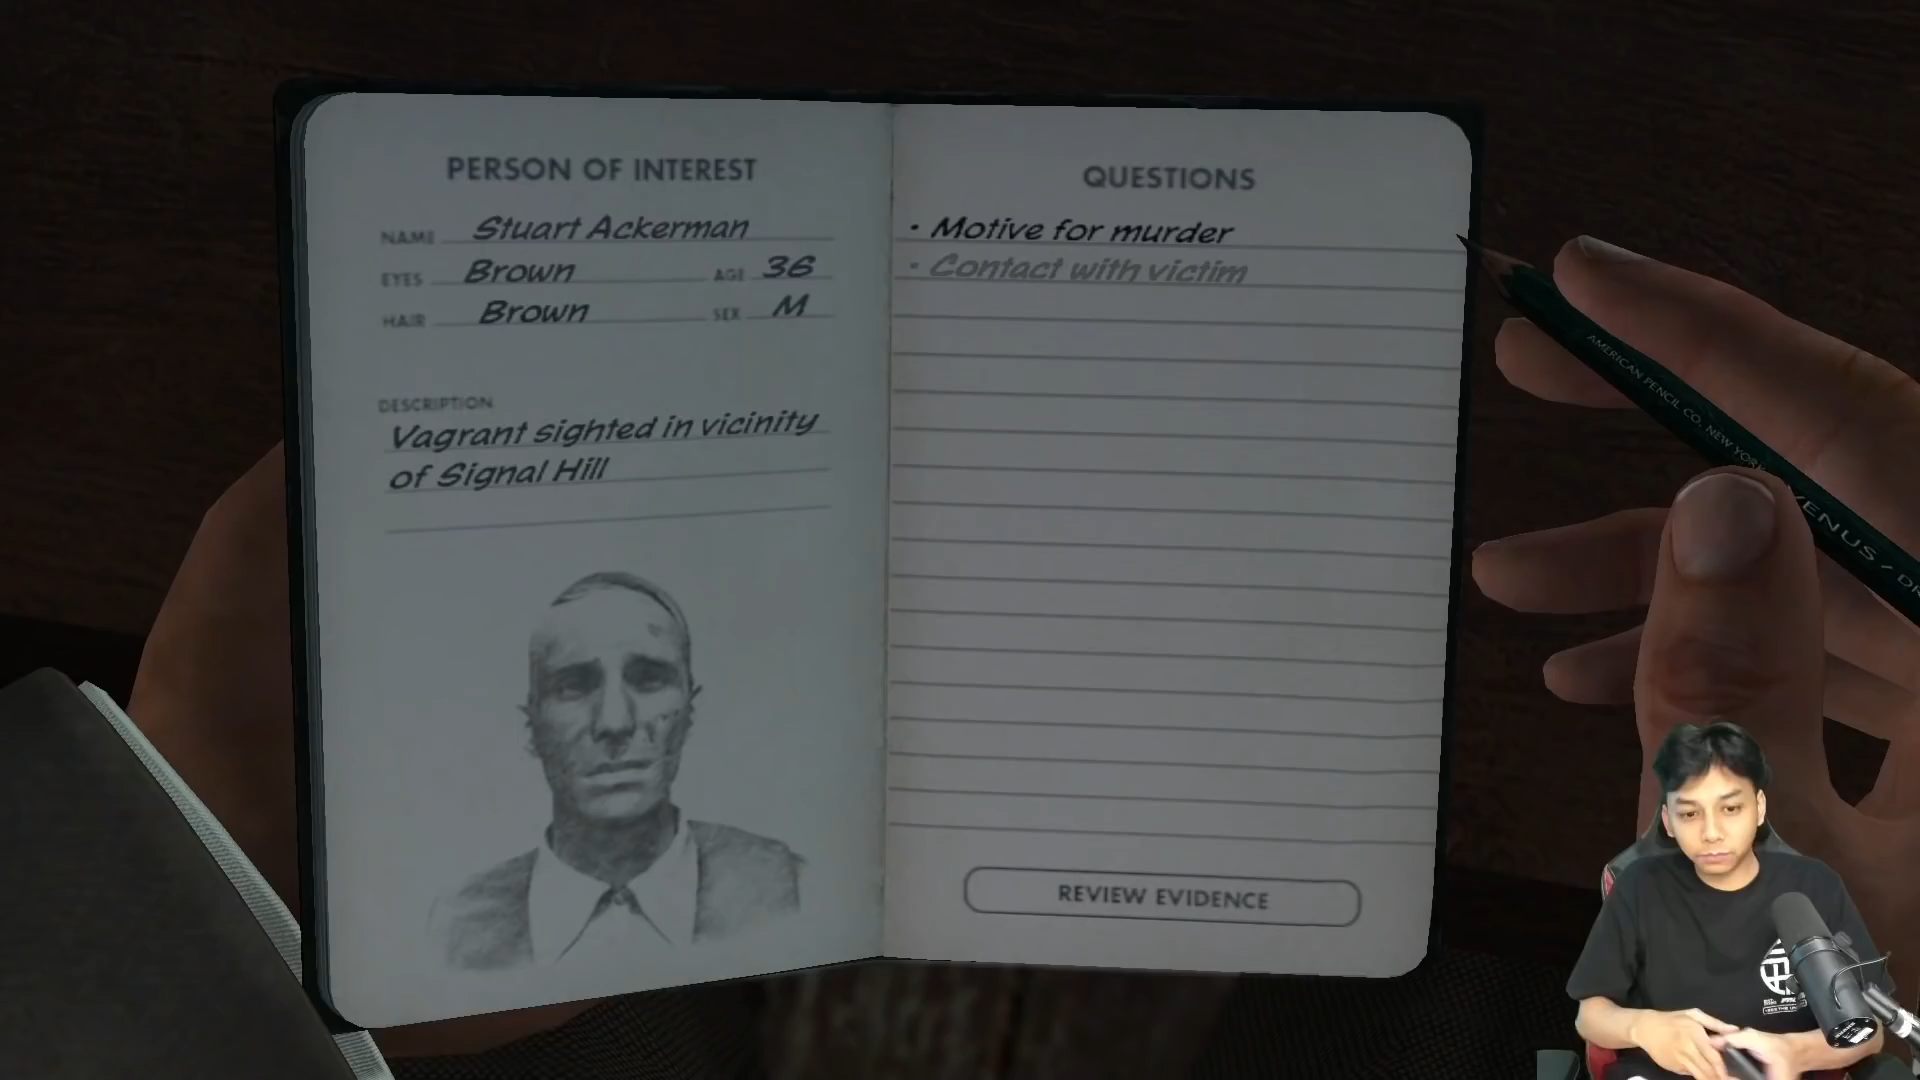 PERSON OF INTEREST
NAME Stuart Ackerman
EYES Brown AGE 36
HAIR Brown SEX M
DESCRIPTION
Vagrant sighted in vicinity
of Signal Hill
QUESTIONS
• Motive for murder
• Contact with victim
REVIEW EVIDENCE
AMERICAN PENCIL CO. NEW YORK
VENUS